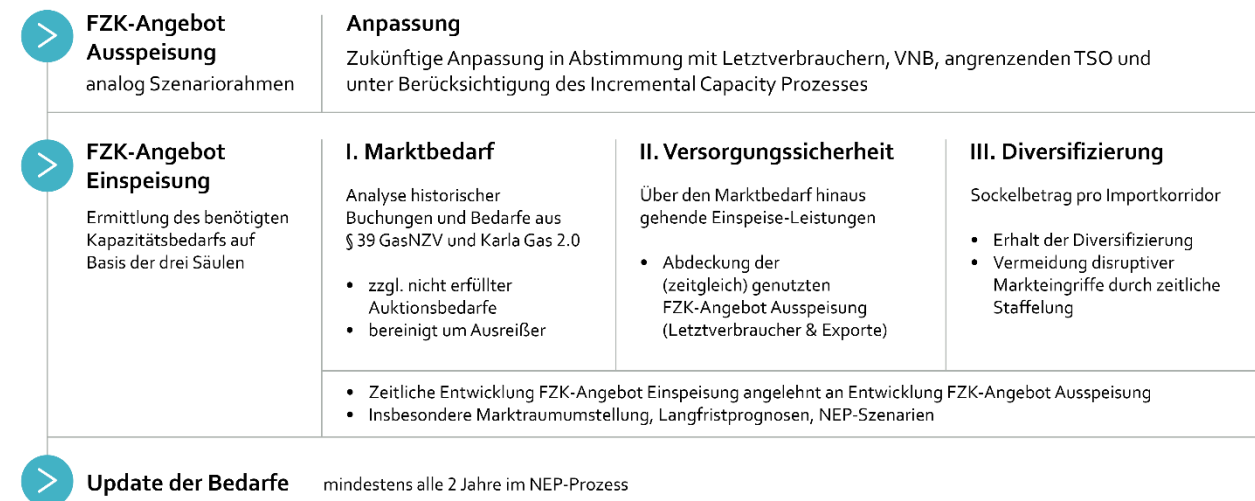 FZK-Angebot
Ausspeisung
analog Szenariorahmen
Anpassung
Zukünftige Anpassung in Abstimmung mit Letztverbrauchern, VNB, angrenzenden TSO und
unter Berücksichtigung des Incremental Capacity Prozesses
FZK-Angebot
Einspeisung
Ermittlung des benötigten
Kapazitätsbedarfs auf
Basis der drei Säulen
I. Marktbedarf
Analyse historischer
Buchungen und Bedarfe aus
§ 39 GasNZV und Karla Gas 2.0
• zzgl. nicht erfüllter
Auktionsbedarfe
• bereinigt um Ausreißer
II. Versorgungssicherheit
Über den Marktbedarf hinaus
gehende Einspeise-Leistungen
• Abdeckung der
(zeitgleich) genutzten
FZK-Angebot Ausspeisung
(Letztverbraucher & Exporte)
III. Diversifizierung
Sockelbetrag pro Importkorridor
• Erhalt der Diversifizierung
• Vermeidung disruptiver
Markteingriffe durch zeitliche
Staffelung
• Zeitliche Entwicklung FZK-Angebot Einspeisung angelehnt an Entwicklung FZK-Angebot Ausspeisung
• Insbesondere Marktraumumstellung, Langfristprognosen, NEP-Szenarien
Update der Bedarfe
mindestens alle 2 Jahre im NEP-Prozess